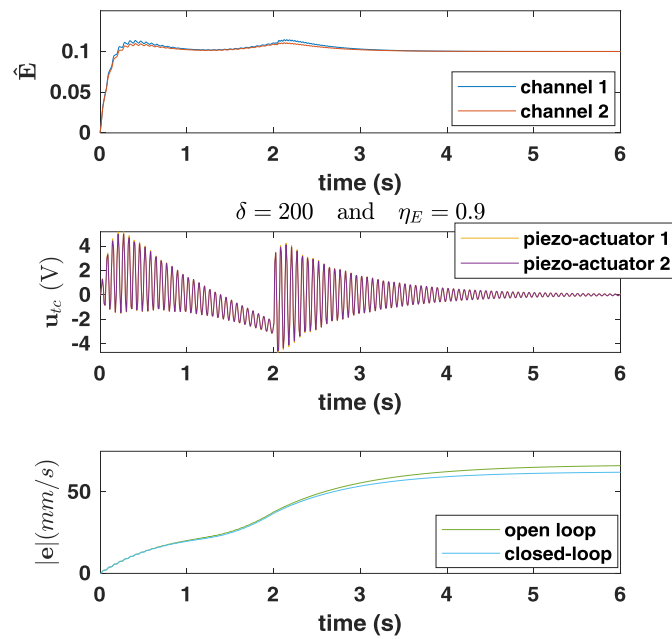 Ê
0.1
0.05
0
channel 1
channel 2
0 1 2 3 4 5 6
time (s)
δ = 200 and η_E = 0.9
u_tc (V)
4
2
0
-2
-4
piezo-actuator 1
piezo-actuator 2
0 1 2 3 4 5 6
time (s)
|e|(mm/s)
50
0
open loop
closed-loop
0 1 2 3 4 5 6
time (s)